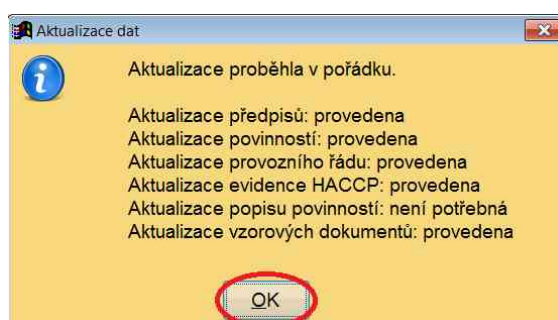 Aktualizace dat
Aktualizace proběhla v pořádku.
Aktualizace předpisů: provedena
Aktualizace povinností: provedena
Aktualizace provozního řádu: provedena
Aktualizace evidence HACCP: provedena
Aktualizace popisu povinností: není potřebná
Aktualizace vzorových dokumentů: provedena
OK